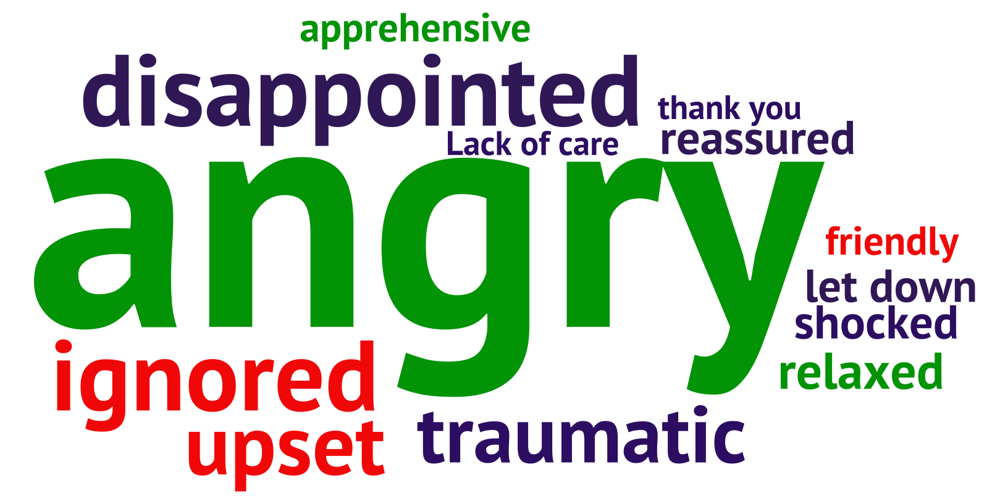 apprehensive
disappointed
thank you
reassured
Lack of care
angry
friendly
let down
shocked
relaxed
ignored
upset
traumatic